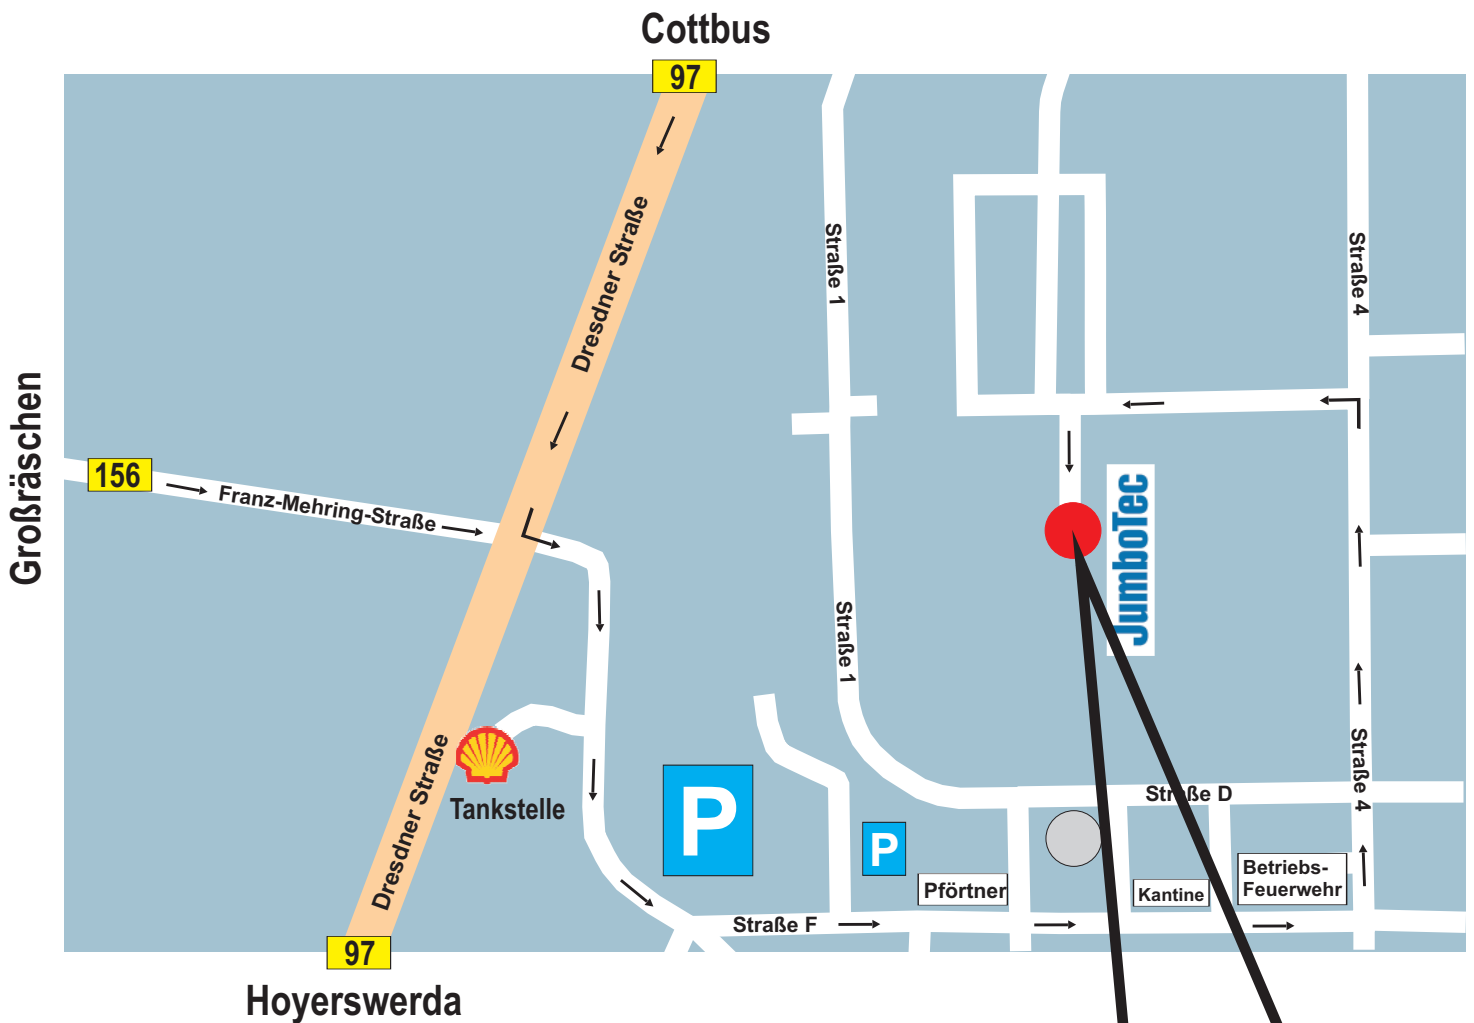 Cottbus
97
Dresdner Straße
Straße 1
Straße 4
Großräschen
156
Franz-Mehring-Straße
JumboTec
Straße 1
Dresdner Straße
Tankstelle
P
Straße D
Straße 4
P
Pförtner
Kantine
Betriebs-
Feuerwehr
Straße F
97
Hoyerswerda